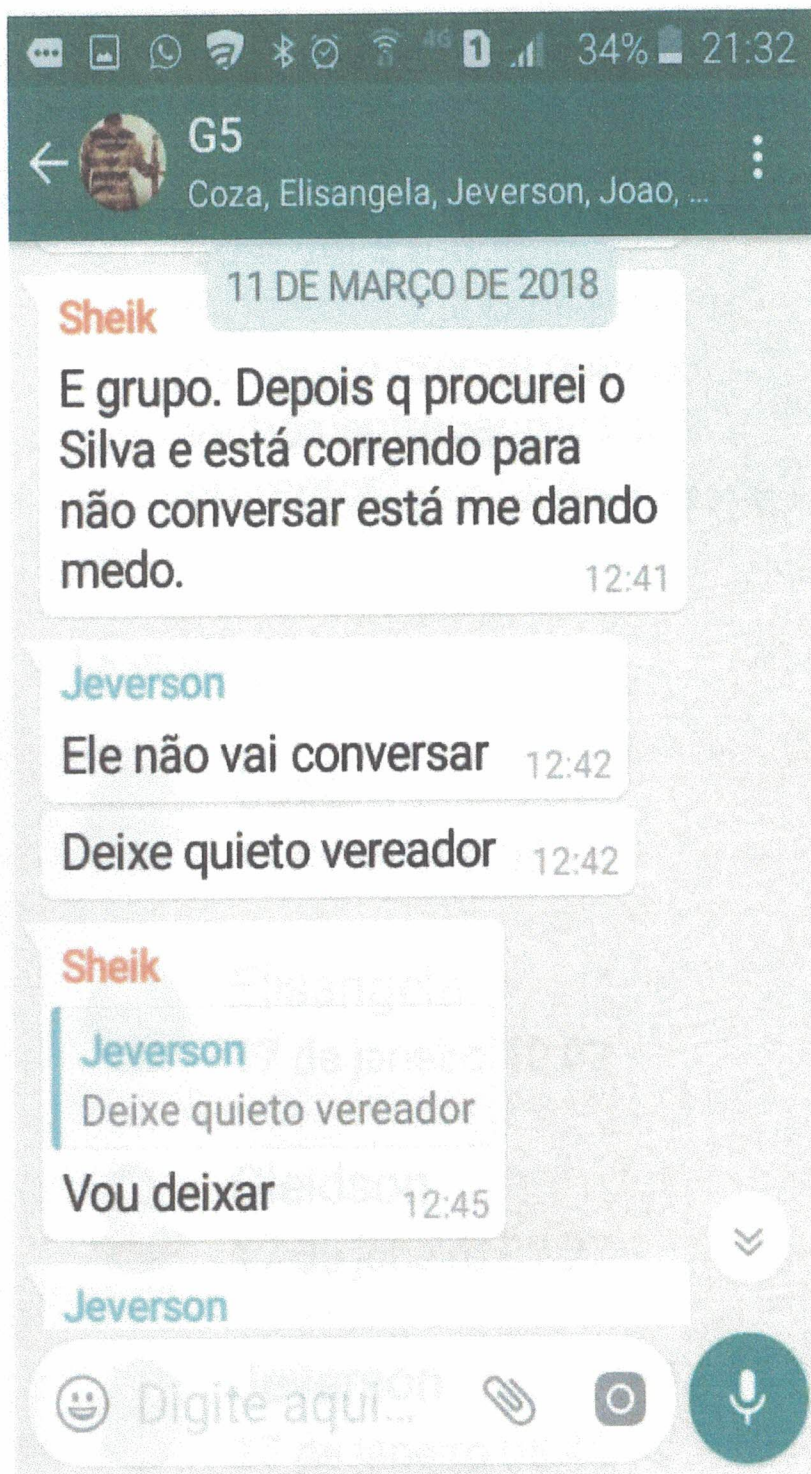 4G 1 34% 21:32
G5
Coza, Elisangela, Jeverson, Joao, ...
11 DE MARÇO DE 2018
Sheik
E grupo. Depois q procurei o
Silva e está correndo para
não conversar está me dando
medo. 12:41
Jeverson
Ele não vai conversar 12:42
Deixe quieto vereador 12:42
Sheik
Jeverson
Deixe quieto vereador
Vou deixar 12:45
Jeverson
Digite aqui...